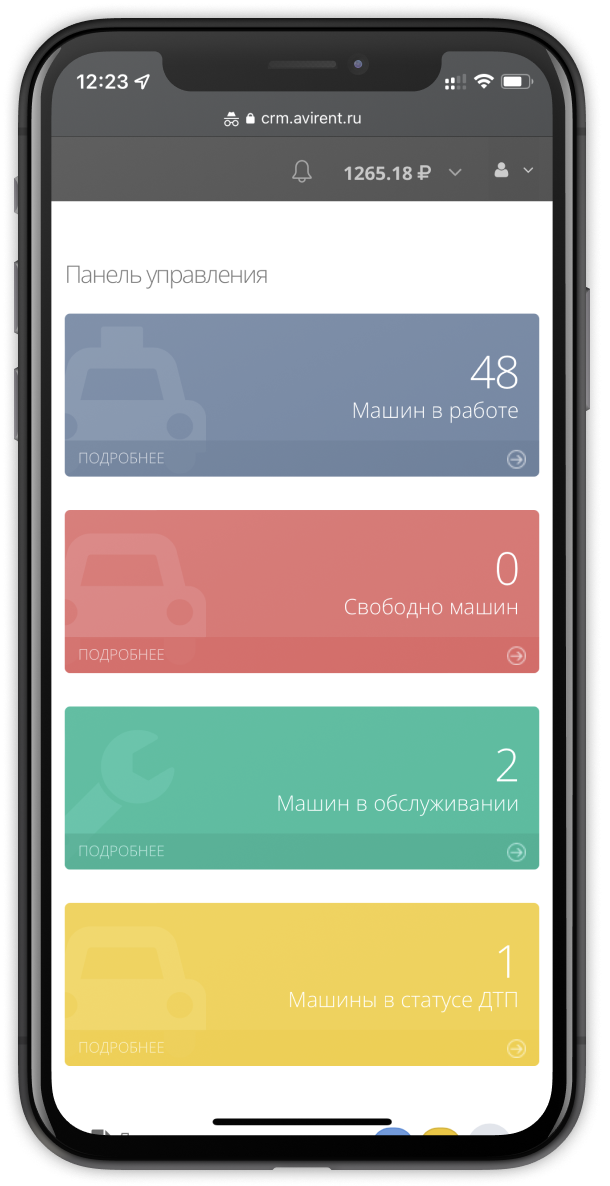 12:23
crm.avirent.ru
1265.18 ₽
Панель управления
48
Машин в работе
ПОДРОБНЕЕ
0
Свободно машин
ПОДРОБНЕЕ
2
Машин в обслуживании
ПОДРОБНЕЕ
1
Машины в статусе ДТП
ПОДРОБНЕЕ